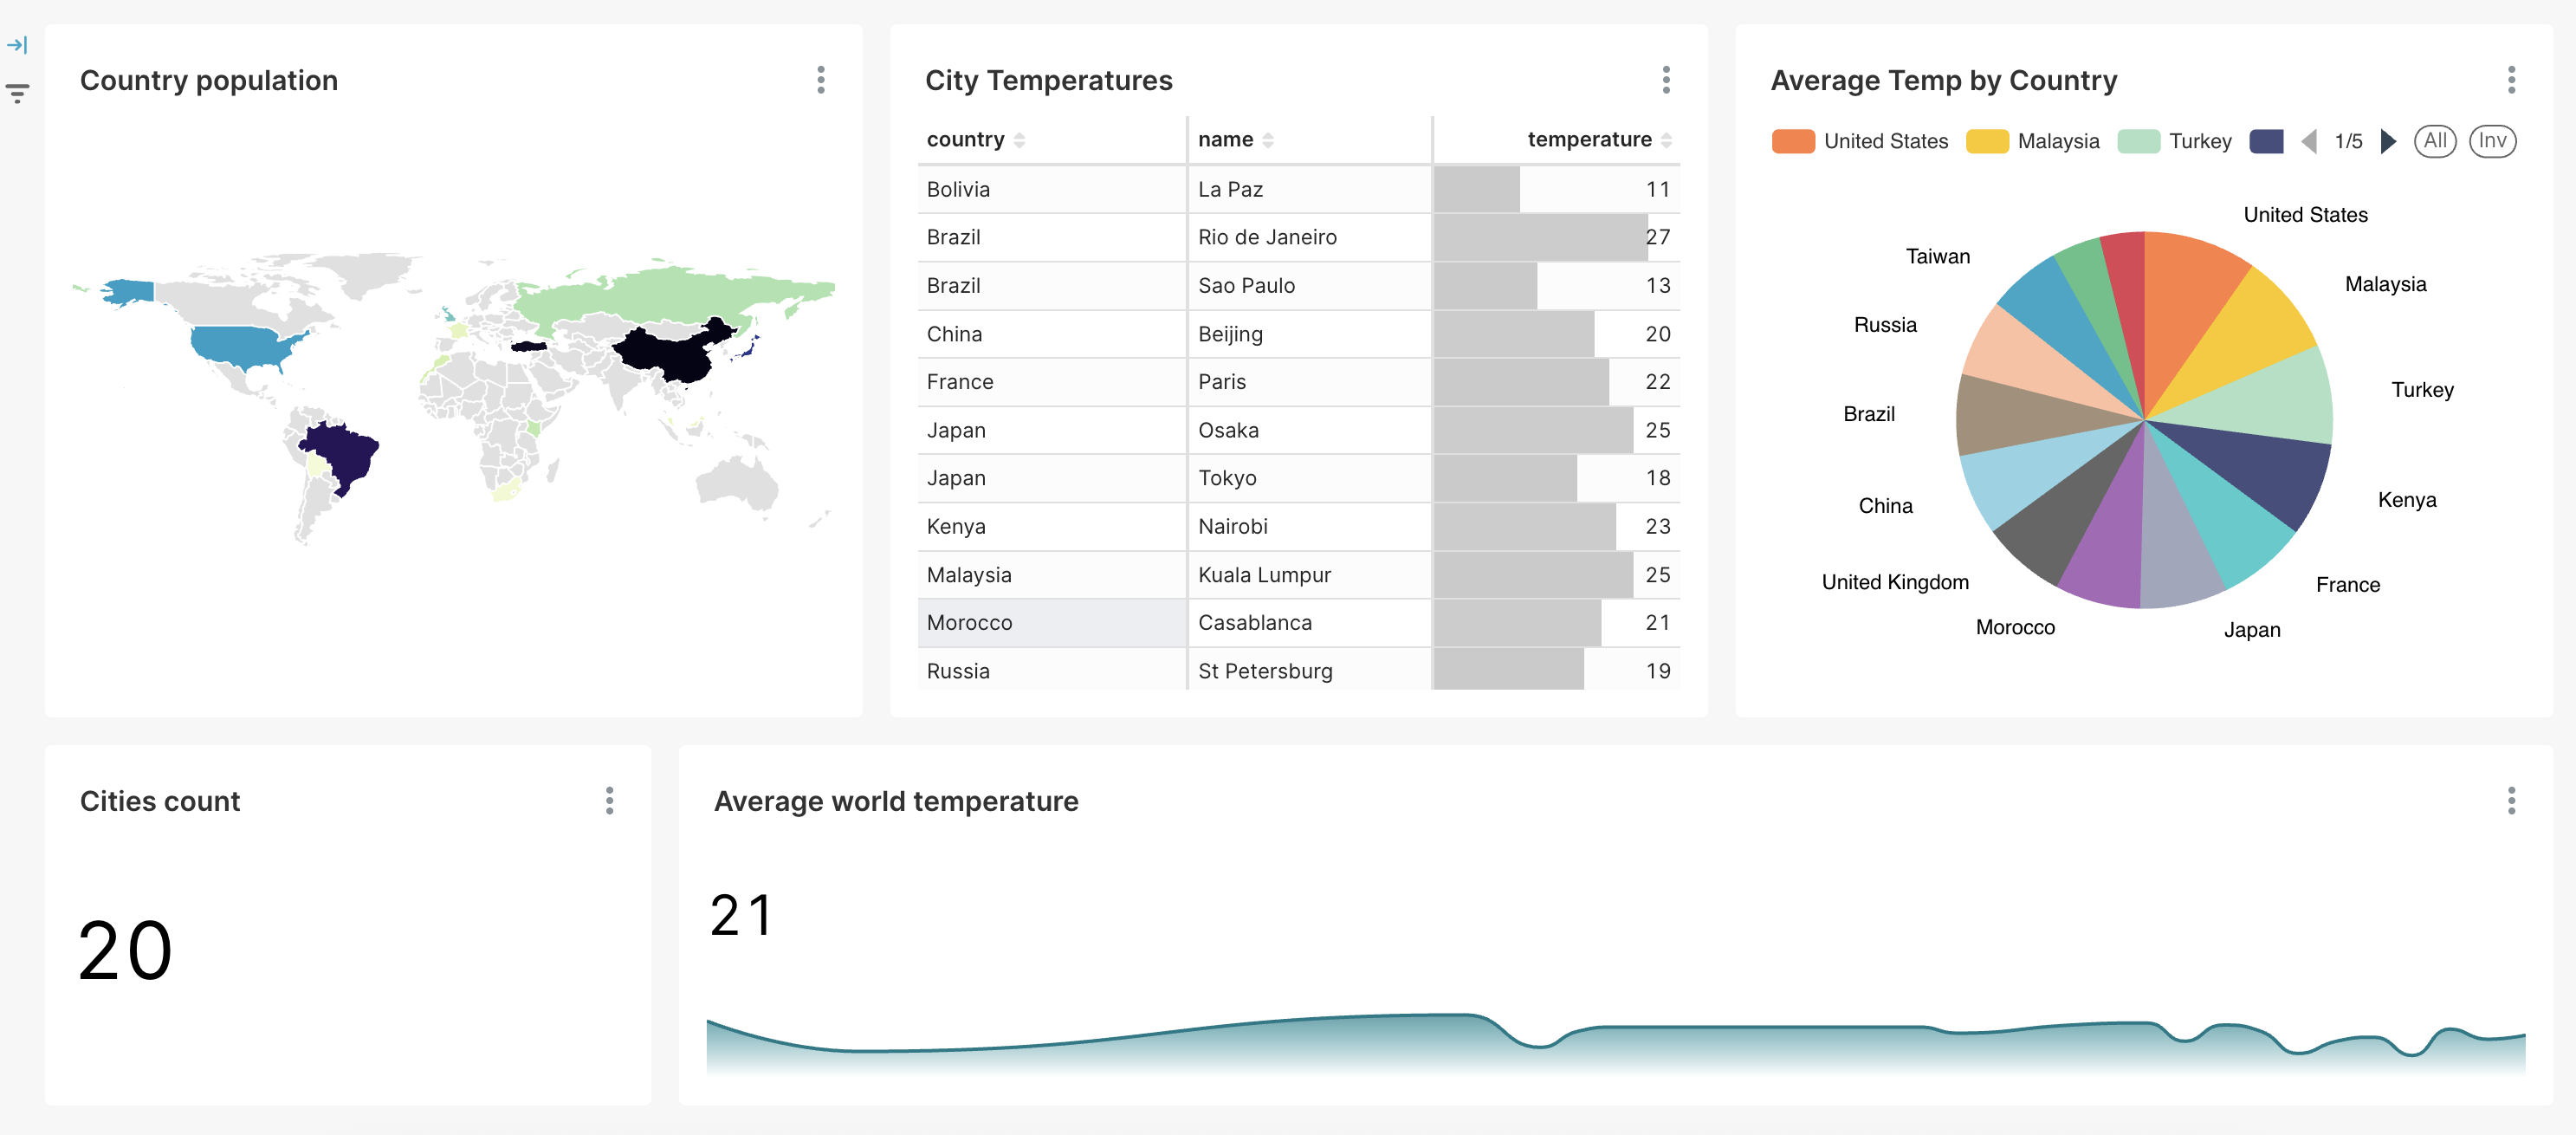 Country population
City Temperatures
country name temperature
Bolivia La Paz 11
Brazil Rio de Janeiro 27
Brazil Sao Paulo 13
China Beijing 20
France Paris 22
Japan Osaka 25
Japan Tokyo 18
Kenya Nairobi 23
Malaysia Kuala Lumpur 25
Morocco Casablanca 21
Russia St Petersburg 19
Average Temp by Country
United States Malaysia Turkey 1/5 All Inv
United States
Taiwan
Malaysia
Russia
Turkey
Brazil
Kenya
China
United Kingdom
France
Morocco
Japan
Cities count
20
Average world temperature
21